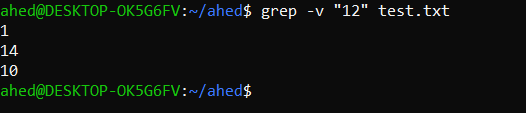 ahed@DESKTOP-OK5G6FV:~/ahed$ grep -v "12" test.txt
1
14
10
ahed@DESKTOP-OK5G6FV:~/ahed$